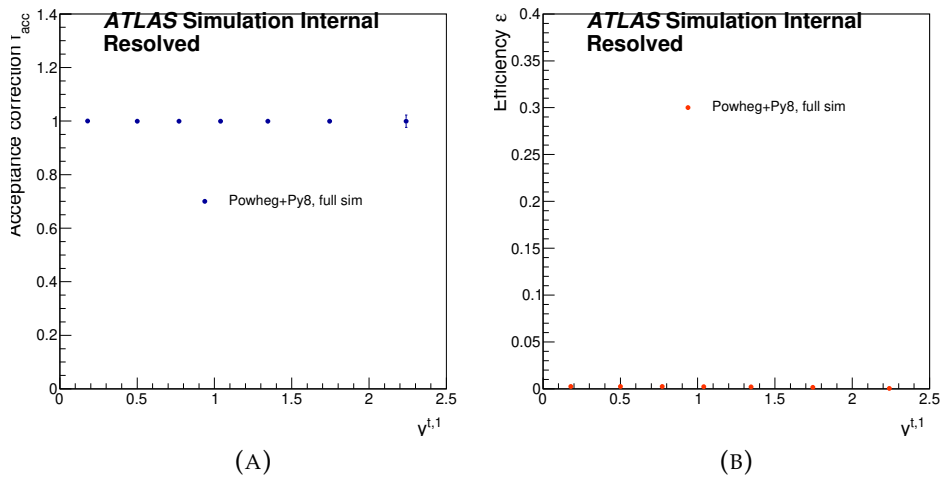 ATLAS Simulation Internal
Resolved
Acceptance correction f_acc
1.4
1.2
1
0.8
0.6
0.4
0.2
0
Powheg+Py8, full sim
0 0.5 1 1.5 2 2.5
y^{t,1}
(A)
ATLAS Simulation Internal
Resolved
Efficiency ε
0.4
0.35
0.3
0.25
0.2
0.15
0.1
0.05
0
Powheg+Py8, full sim
0 0.5 1 1.5 2 2.5
y^{t,1}
(B)